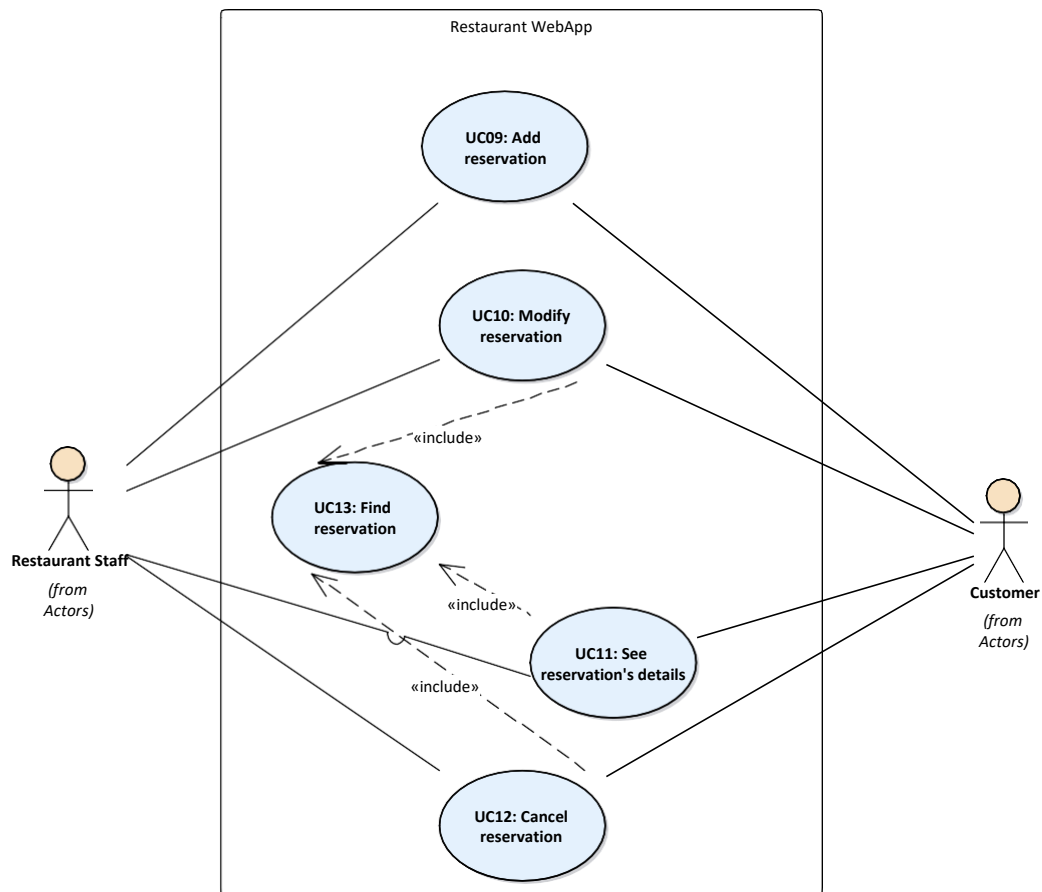 Restaurant WebApp
UC09: Add
reservation
UC10: Modify
reservation
«include»
UC13: Find
reservation
Restaurant Staff
(from
Actors)
Customer
(from
Actors)
«include»
UC11: See
reservation's details
«include»
UC12: Cancel
reservation